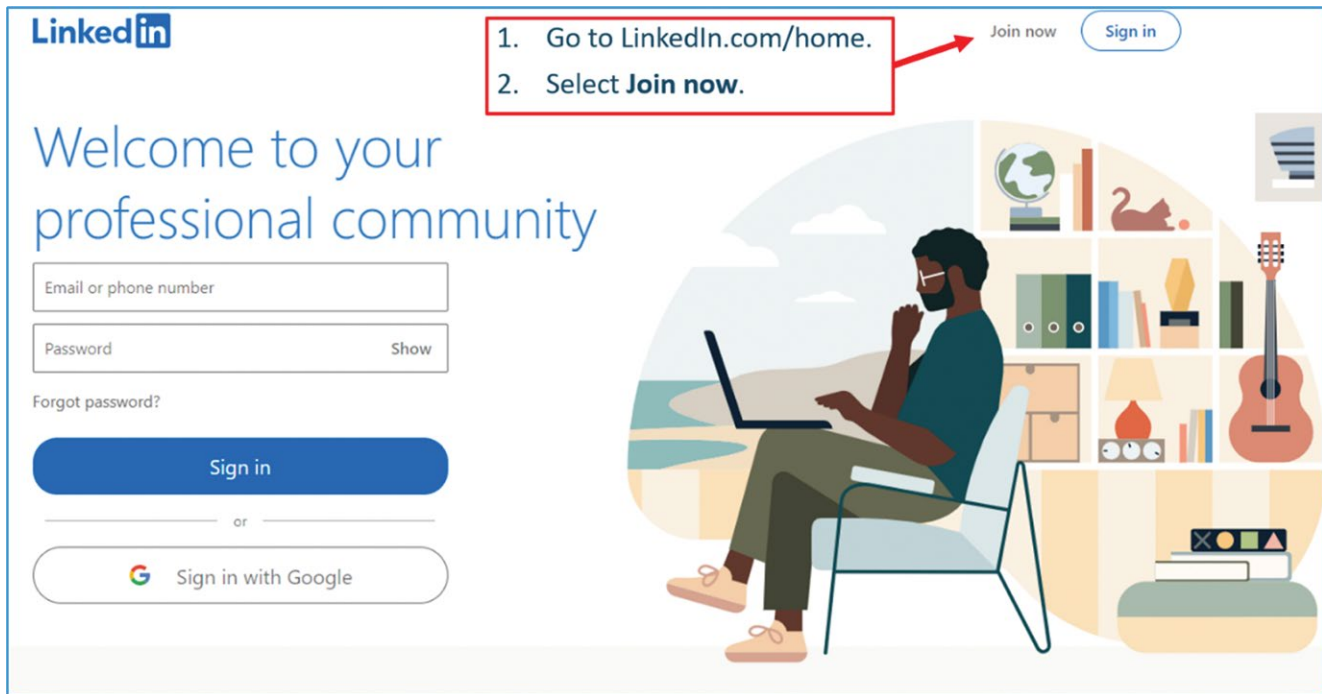 LinkedIn
1. Go to LinkedIn.com/home.
2. Select Join now.
Join now
Sign in
Welcome to your
professional community
Email or phone number
Password Show
Forgot password?
Sign in
or
G Sign in with Google